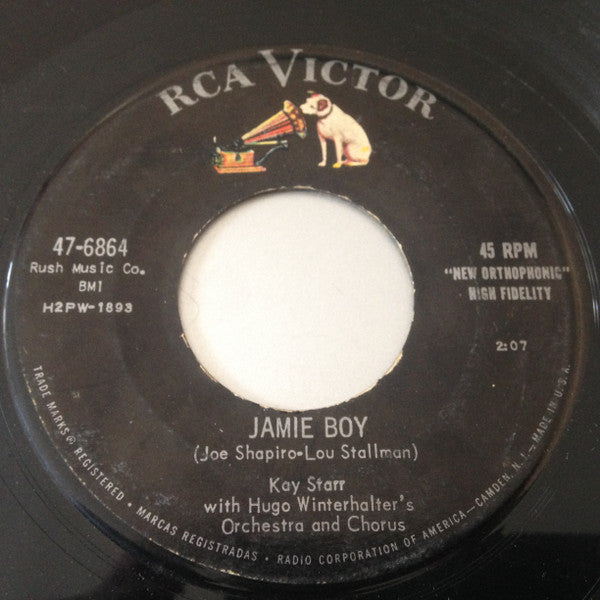 RCA VICTOR
47-6864
Rush Music Co.
BMI
H2PW-1893
45 RPM
"NEW ORTHOPHONIC"
HIGH FIDELITY
2:07
JAMIE BOY
(Joe Shapiro-Lou Stallman)
Kay Starr
with Hugo Winterhalter's
Orchestra and Chorus
TRADE MARKS® REGISTERED. • MARCAS REGISTRADAS • RADIO CORPORATION OF AMERICA—CAMDEN, N.J.—MADE IN U.S.A.